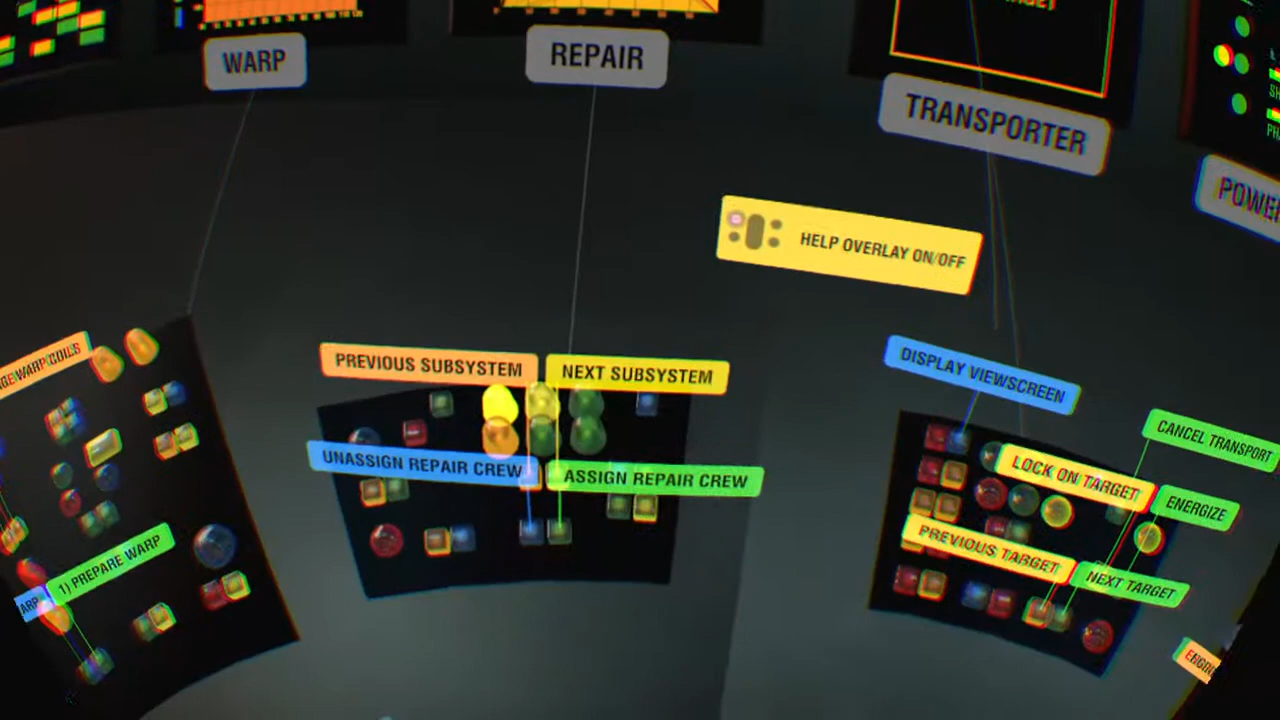 WARP
REPAIR
TRANSPORTER
HELP OVERLAY ON/OFF
PREVIOUS SUBSYSTEM
NEXT SUBSYSTEM
DISPLAY VIEWSCREEN
CANCEL TRANSPORT
UNASSIGN REPAIR CREW
ASSIGN REPAIR CREW
LOCK ON TARGET
ENERGIZE
PREVIOUS TARGET
NEXT TARGET
1) PREPARE WARP